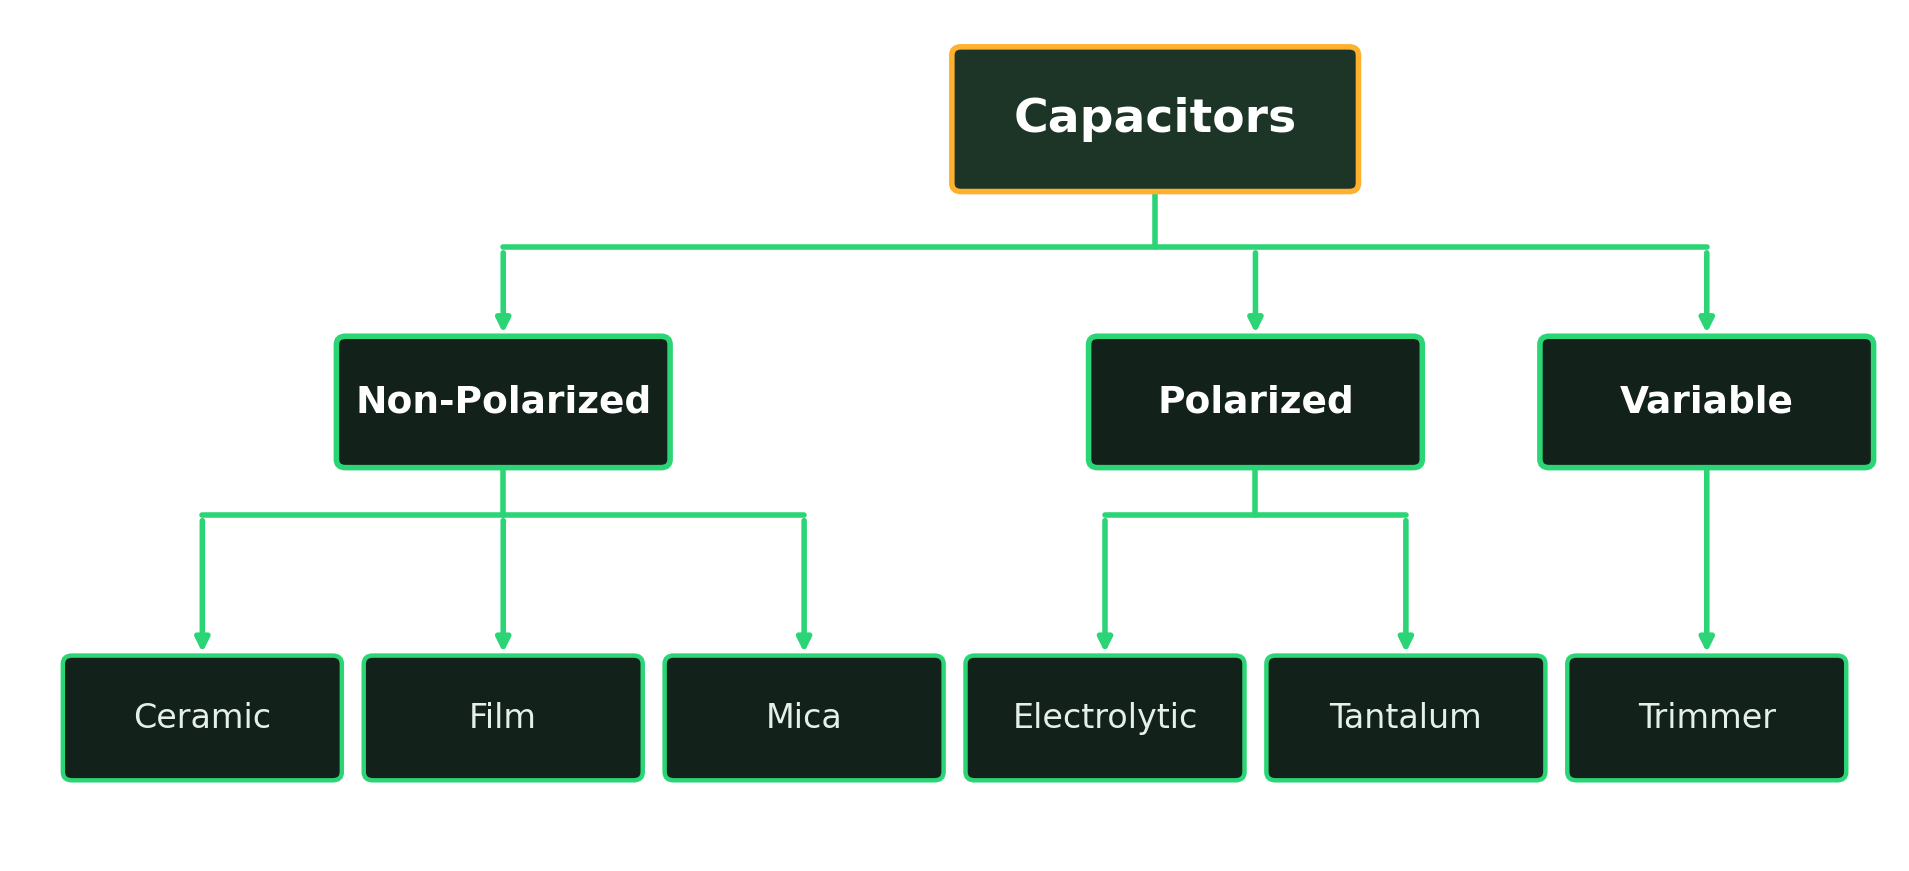 Capacitors
Non-Polarized
Polarized
Variable
Ceramic
Film
Mica
Electrolytic
Tantalum
Trimmer